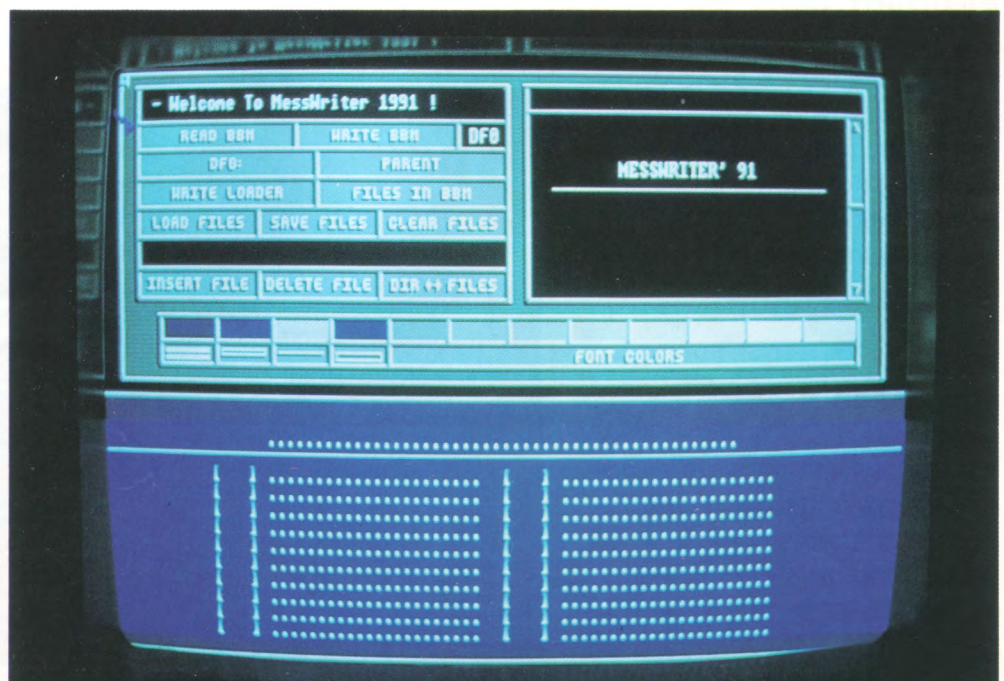 - Welcome To MessWriter 1991 !
READ BBM WRITE BBM DF0
DF0: PARENT
WRITE LOADER FILES IN BBM
LOAD FILES SAVE FILES CLEAR FILES
INSERT FILE DELETE FILE DIR ↔ FILES
MESSWRITER' 91
FONT COLORS